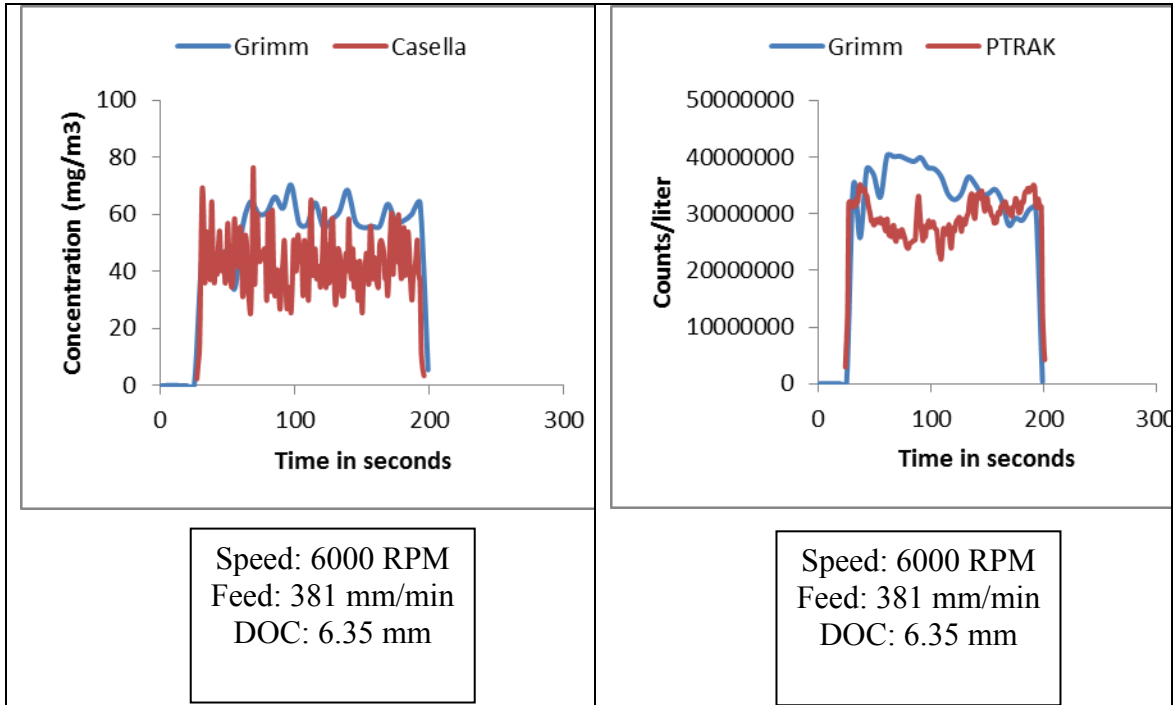 Grimm Casella
Concentration (mg/m3)
100
80
60
40
20
0
0 100 200 300
Time in seconds
Speed: 6000 RPM
Feed: 381 mm/min
DOC: 6.35 mm
Grimm PTRAK
Counts/liter
50000000
40000000
30000000
20000000
10000000
0
0 100 200 300
Time in seconds
Speed: 6000 RPM
Feed: 381 mm/min
DOC: 6.35 mm